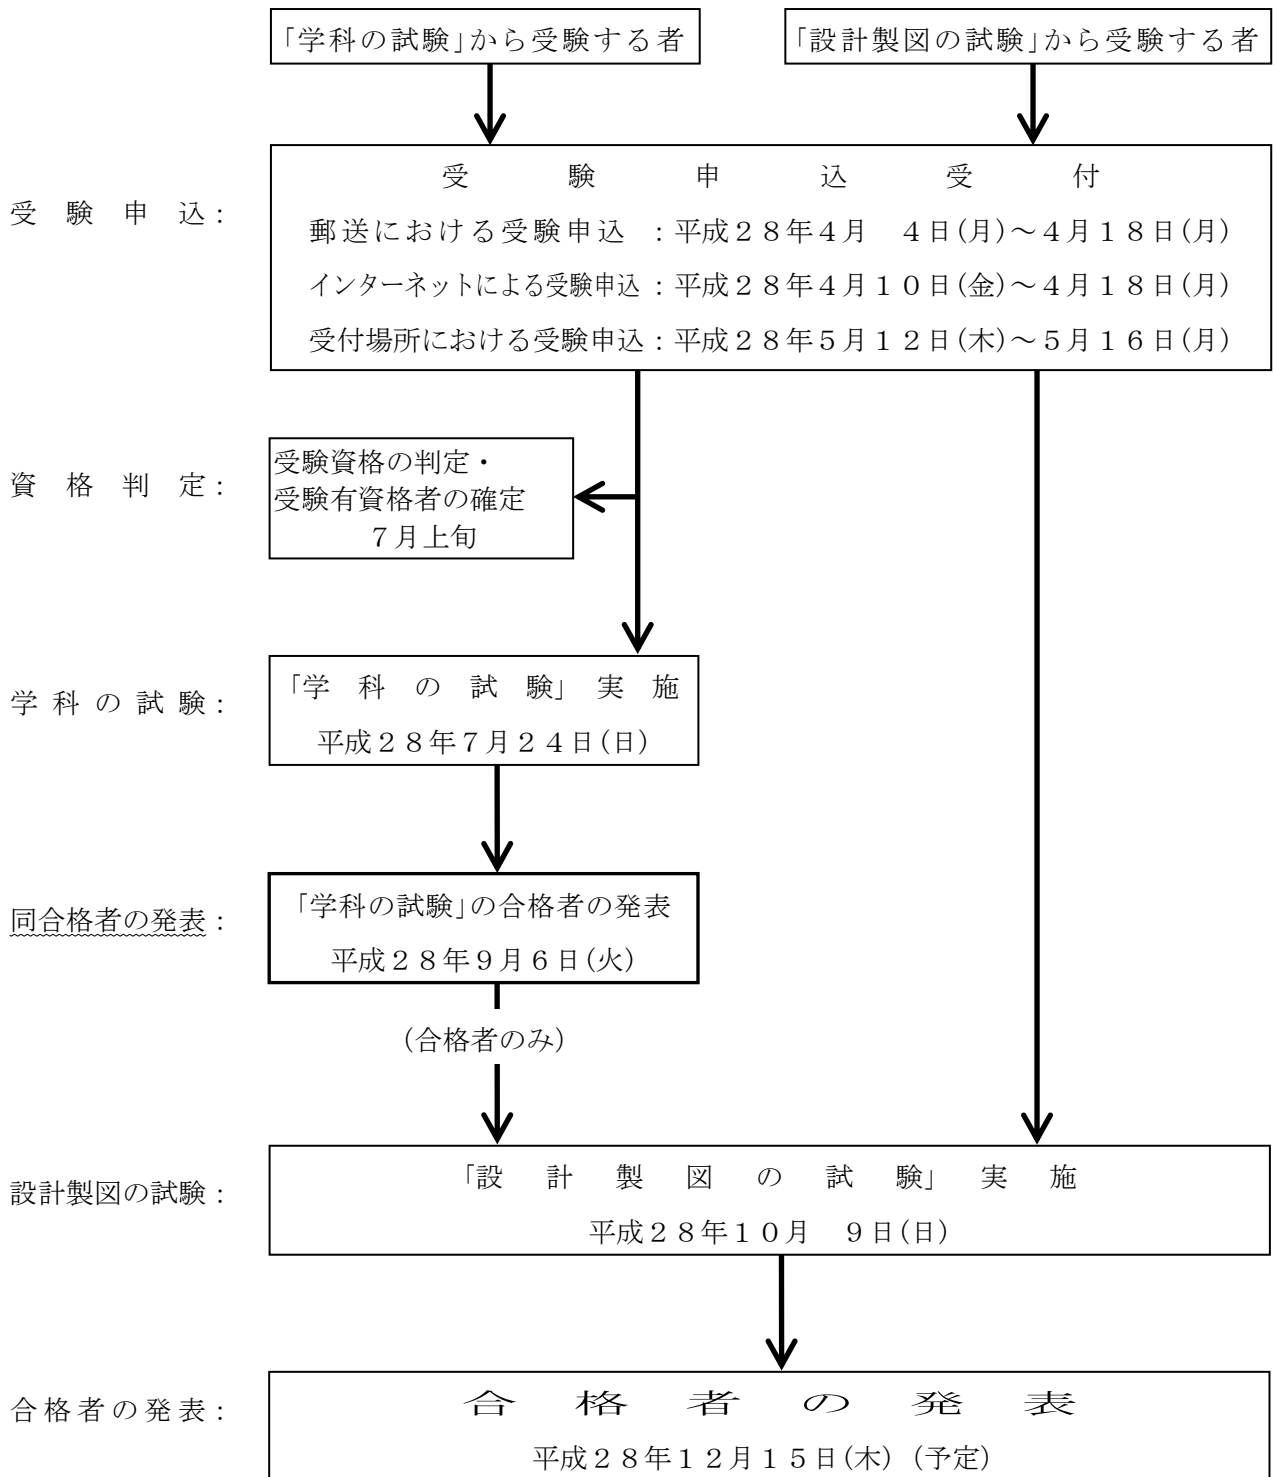 「学科の試験」から受験する者
「設計製図の試験」から受験する者
受験申込：
受験申込受付
郵送における受験申込　：平成２８年４月　４日(月)～４月１８日(月)
インターネットによる受験申込：平成２８年４月１０日(金)～４月１８日(月)
受付場所における受験申込：平成２８年５月１２日(木)～５月１６日(月)
資格判定：
受験資格の判定・
受験有資格者の確定
７月上旬
学科の試験：
「学科の試験」実施
平成２８年７月２４日(日)
同合格者の発表：
「学科の試験」の合格者の発表
平成２８年９月６日(火)
(合格者のみ)
設計製図の試験：
「設計製図の試験」実施
平成２８年１０月　９日(日)
合格者の発表：
合格者の発表
平成２８年１２月１５日(木)(予定)